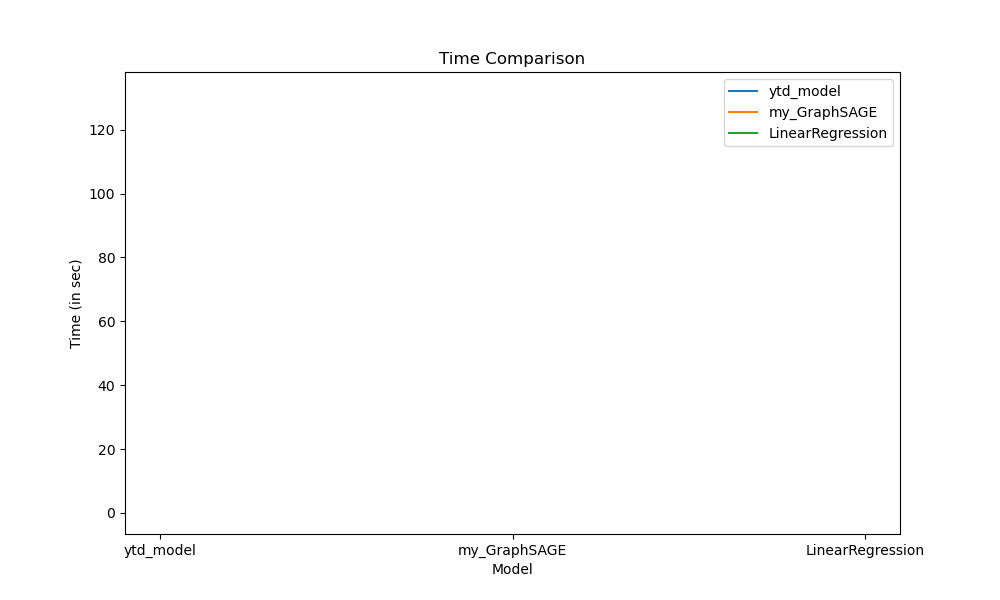 Time Comparison
ytd_model
my_GraphSAGE
LinearRegression
Time (in sec)
120
100
80
60
40
20
0
ytd_model my_GraphSAGE LinearRegression
Model